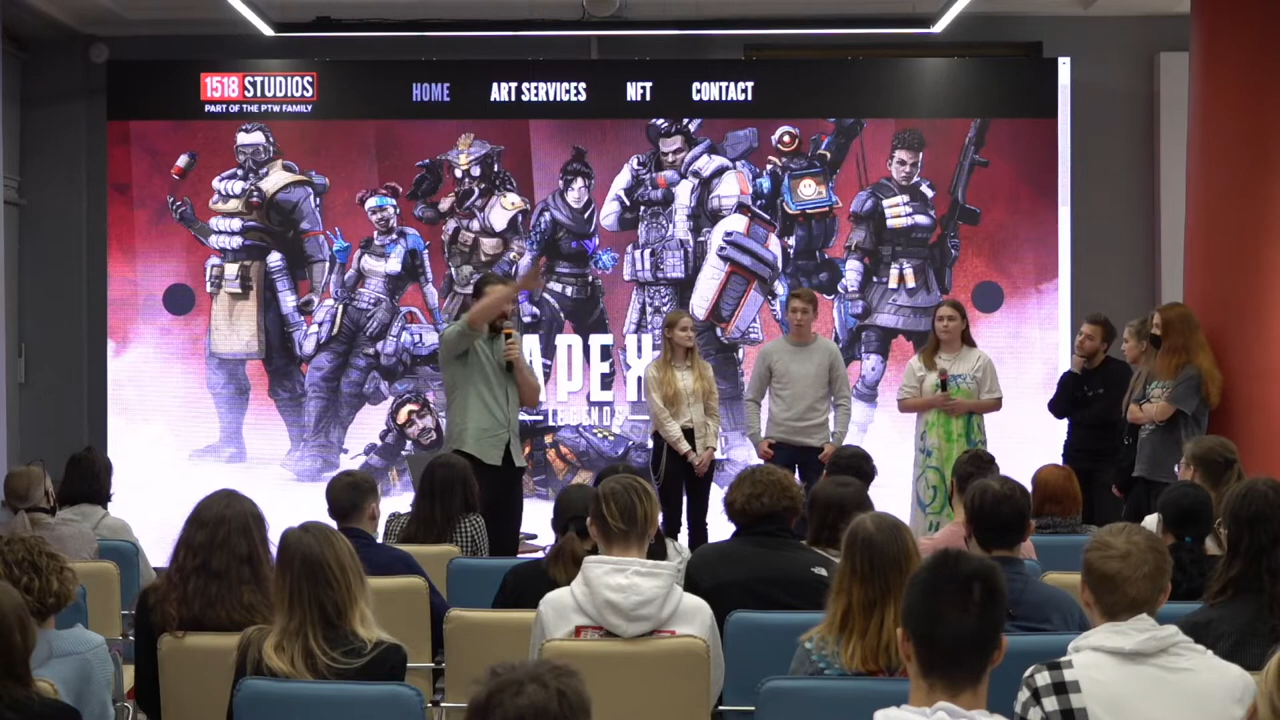 1518 STUDIOS
PART OF THE PTW FAMILY
HOME ART SERVICES NFT CONTACT
APEX
LEGENDS